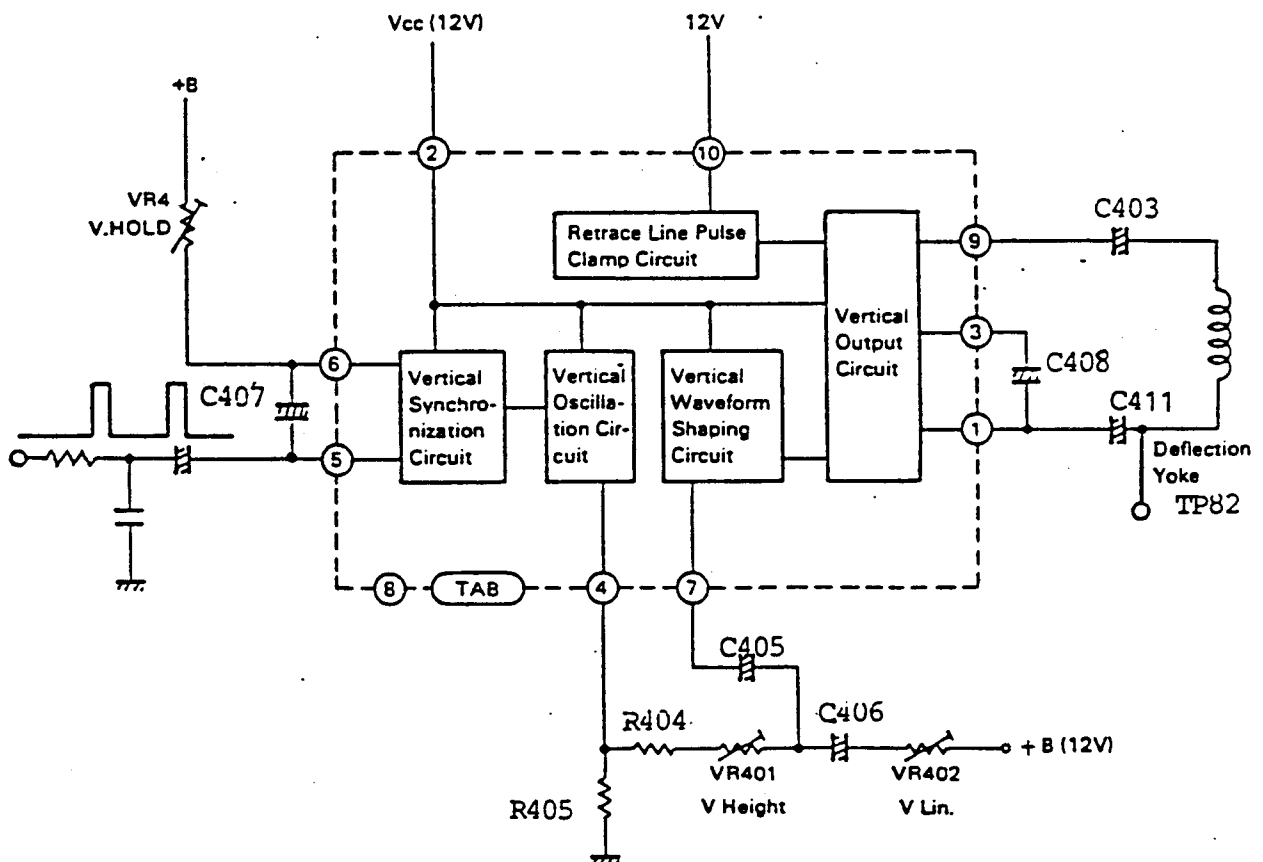 Vcc (12V)
12V
+B
2
10
VR4
V.HOLD
Retrace Line Pulse
Clamp Circuit
9
C403
6
Vertical
Synchro-
nization
Circuit
Vertical
Oscilla-
tion Cir-
cuit
Vertical
Waveform
Shaping
Circuit
Vertical
Output
Circuit
3
C408
C407
C411
1
5
Deflection
Yoke
TP82
8
TAB
4
7
C405
R404
C406
+ B (12V)
VR401
V Height
VR402
V Lin.
R405